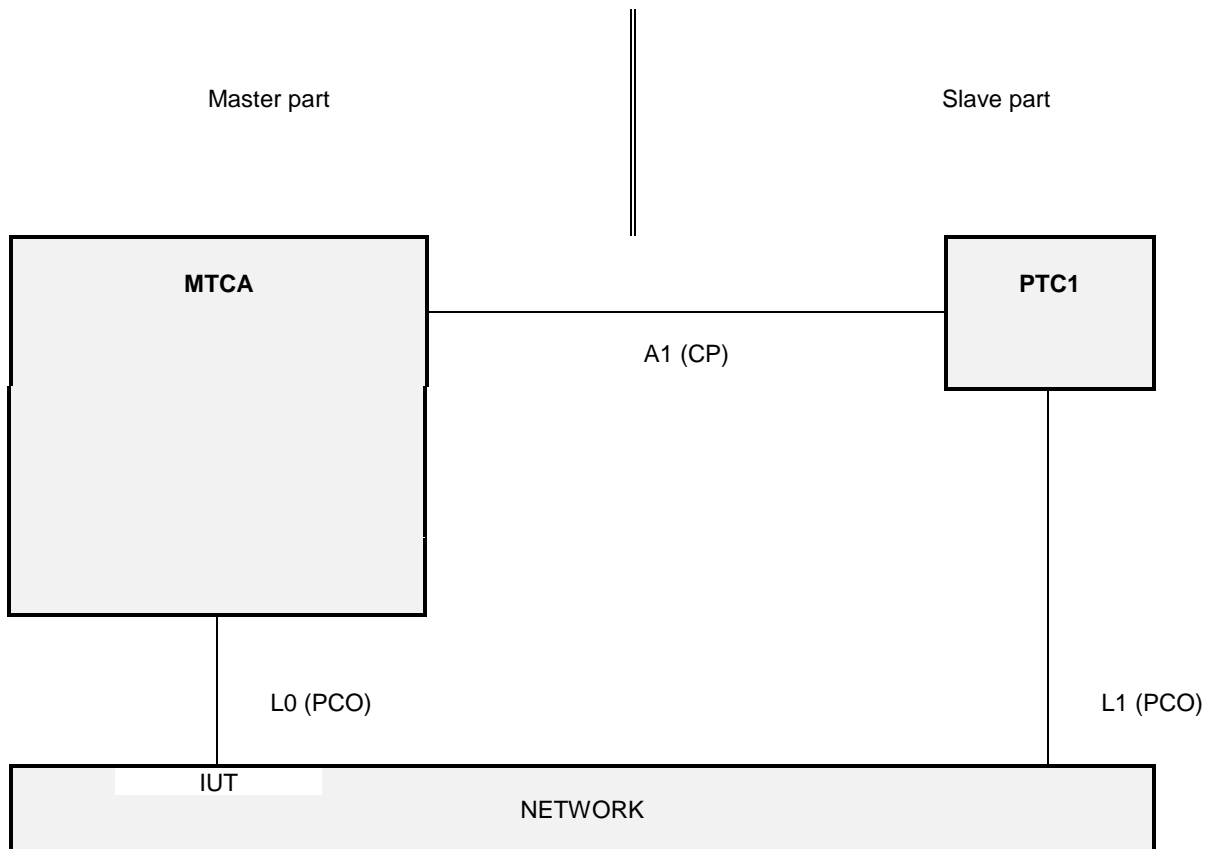 Master part
Slave part
MTCA
PTC1
A1 (CP)
L0 (PCO)
L1 (PCO)
IUT
NETWORK